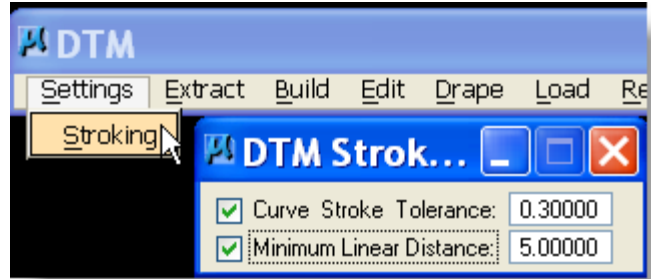 DTM
Settings Extract Build Edit Drape Load Re
Stroking
DTM Strok...
Curve Stroke Tolerance: 0.30000
Minimum Linear Distance: 5.00000